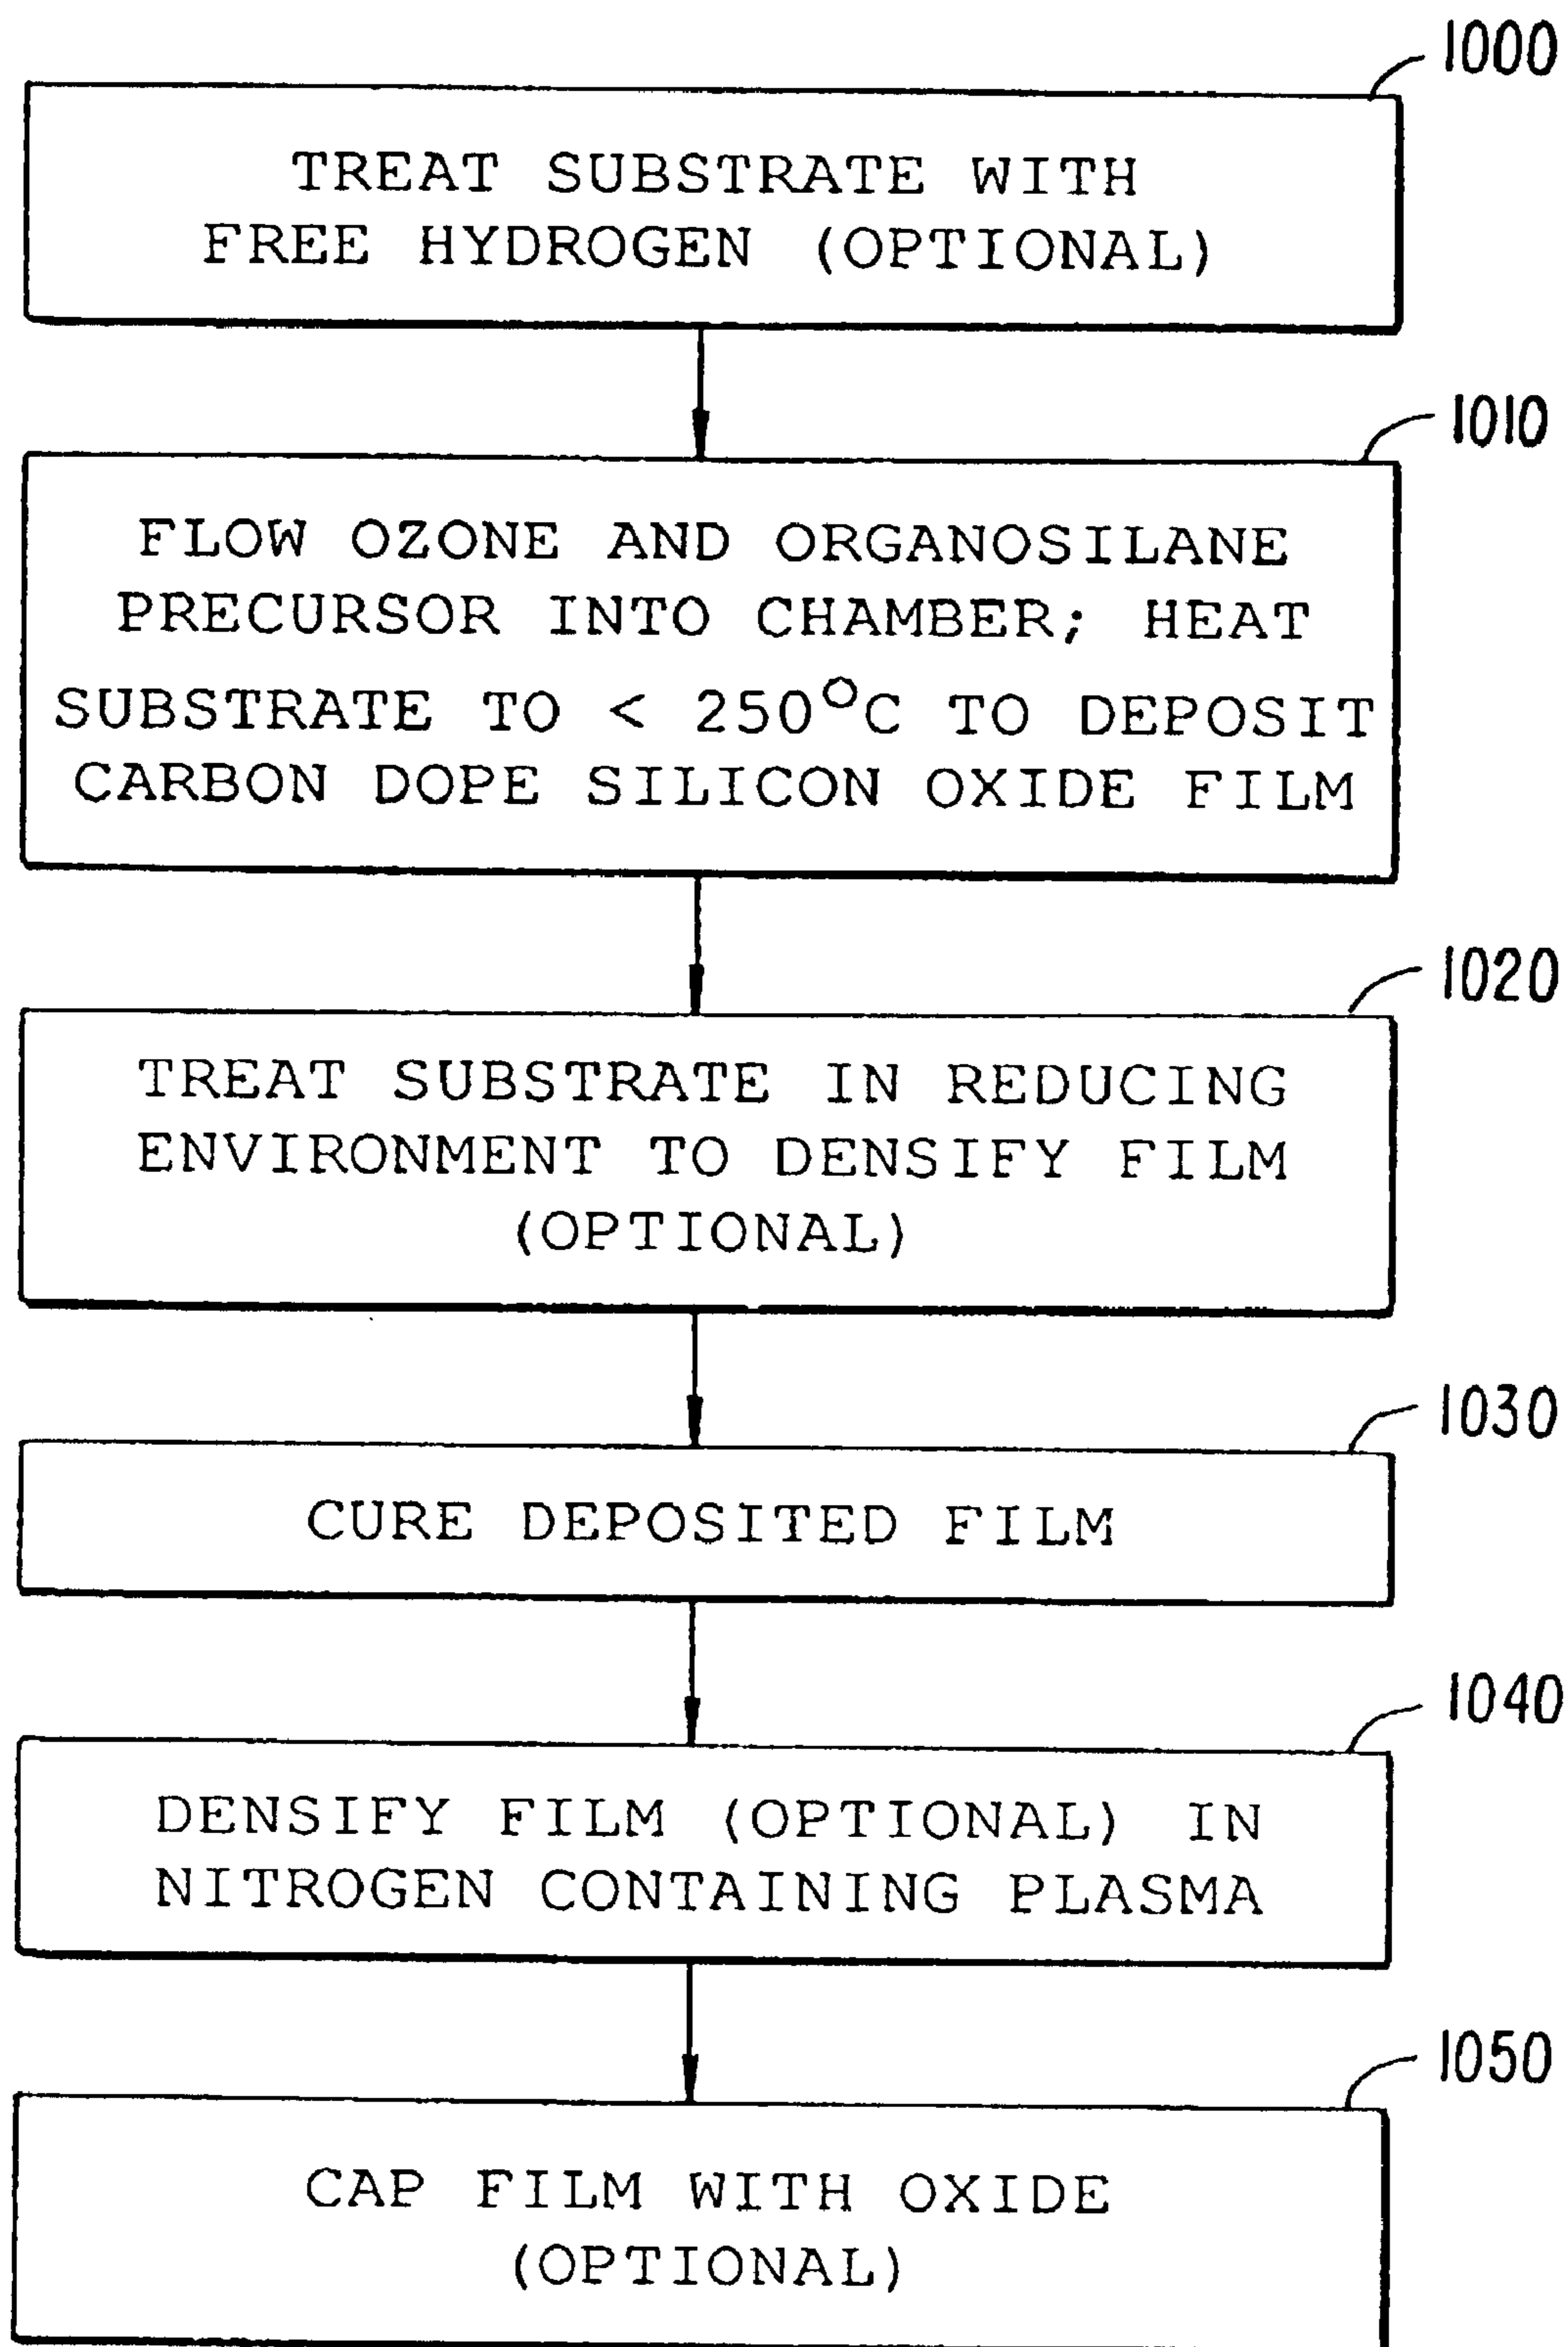 1000
TREAT SUBSTRATE WITH
FREE HYDROGEN (OPTIONAL)
1010
FLOW OZONE AND ORGANOSILANE
PRECURSOR INTO CHAMBER; HEAT
SUBSTRATE TO < 250°C TO DEPOSIT
CARBON DOPE SILICON OXIDE FILM
1020
TREAT SUBSTRATE IN REDUCING
ENVIRONMENT TO DENSIFY FILM
(OPTIONAL)
1030
CURE DEPOSITED FILM
1040
DENSIFY FILM (OPTIONAL) IN
NITROGEN CONTAINING PLASMA
1050
CAP FILM WITH OXIDE
(OPTIONAL)